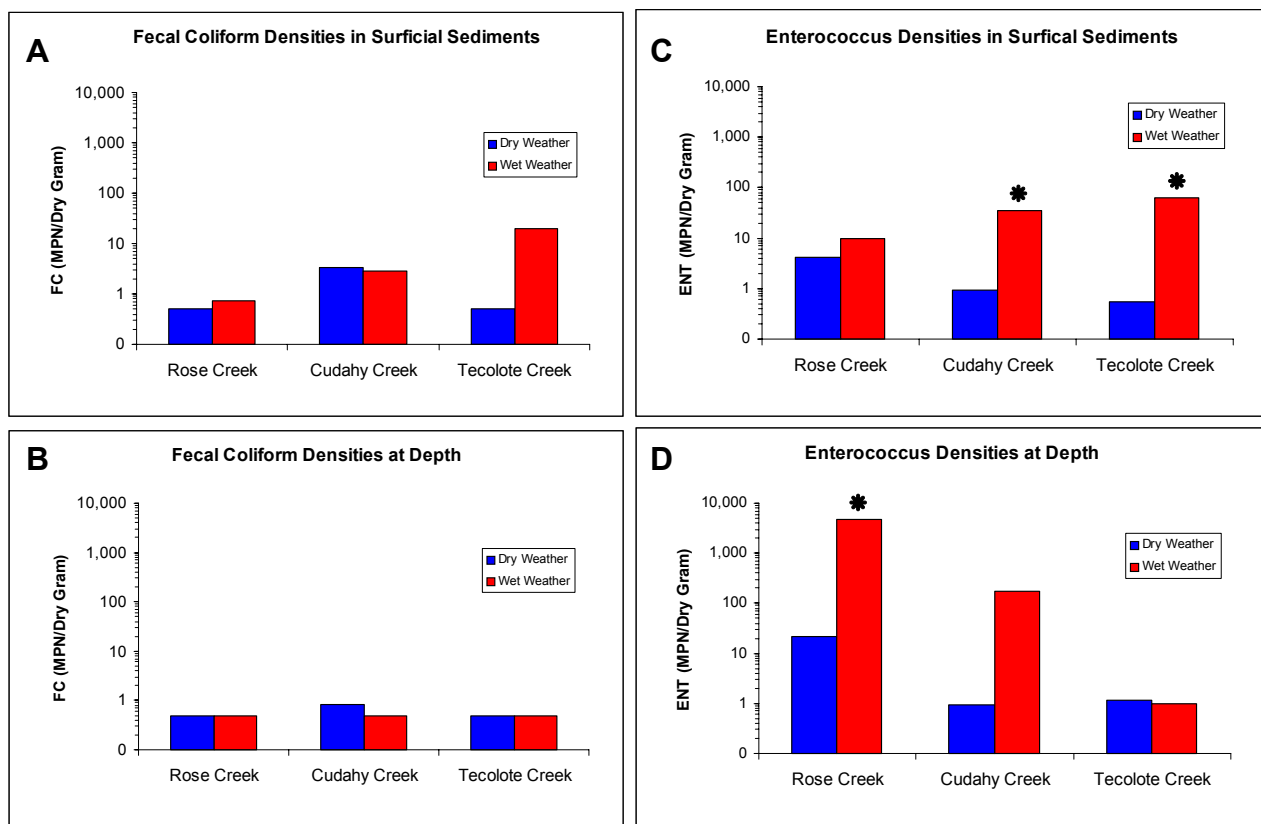 A
Fecal Coliform Densities in Surficial Sediments
10,000
1,000
100
10
1
0
FC (MPN/Dry Gram)
Dry Weather
Wet Weather
Rose Creek
Cudahy Creek
Tecolote Creek
C
Enterococcus Densities in Surfical Sediments
10,000
1,000
100
10
1
0
ENT (MPN/Dry Gram)
Dry Weather
Wet Weather
Rose Creek
Cudahy Creek
Tecolote Creek
B
Fecal Coliform Densities at Depth
10,000
1,000
100
10
1
0
FC (MPN/Dry Gram)
Dry Weather
Wet Weather
Rose Creek
Cudahy Creek
Tecolote Creek
D
Enterococcus Densities at Depth
10,000
1,000
100
10
1
0
ENT (MPN/Dry Gram)
Dry Weather
Wet Weather
Rose Creek
Cudahy Creek
Tecolote Creek